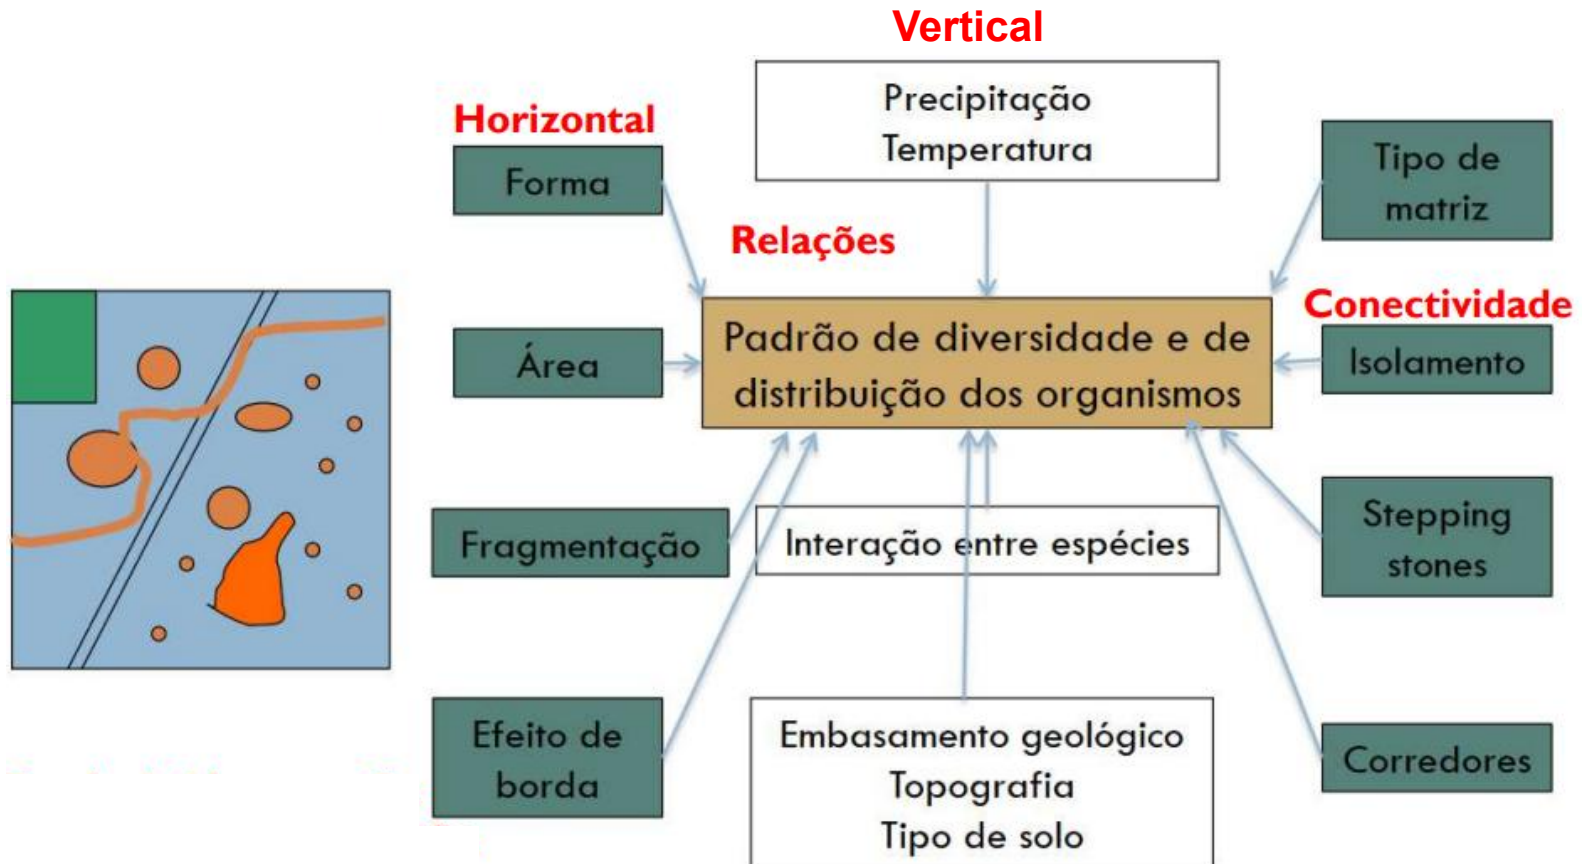 Vertical
Precipitação
Temperatura
Horizontal
Forma
Tipo de
matriz
Relações
Conectividade
Padrão de diversidade e de
distribuição dos organismos
Área
Isolamento
Fragmentação
Interação entre espécies
Stepping
stones
Efeito de
borda
Embasamento geológico
Topografia
Tipo de solo
Corredores